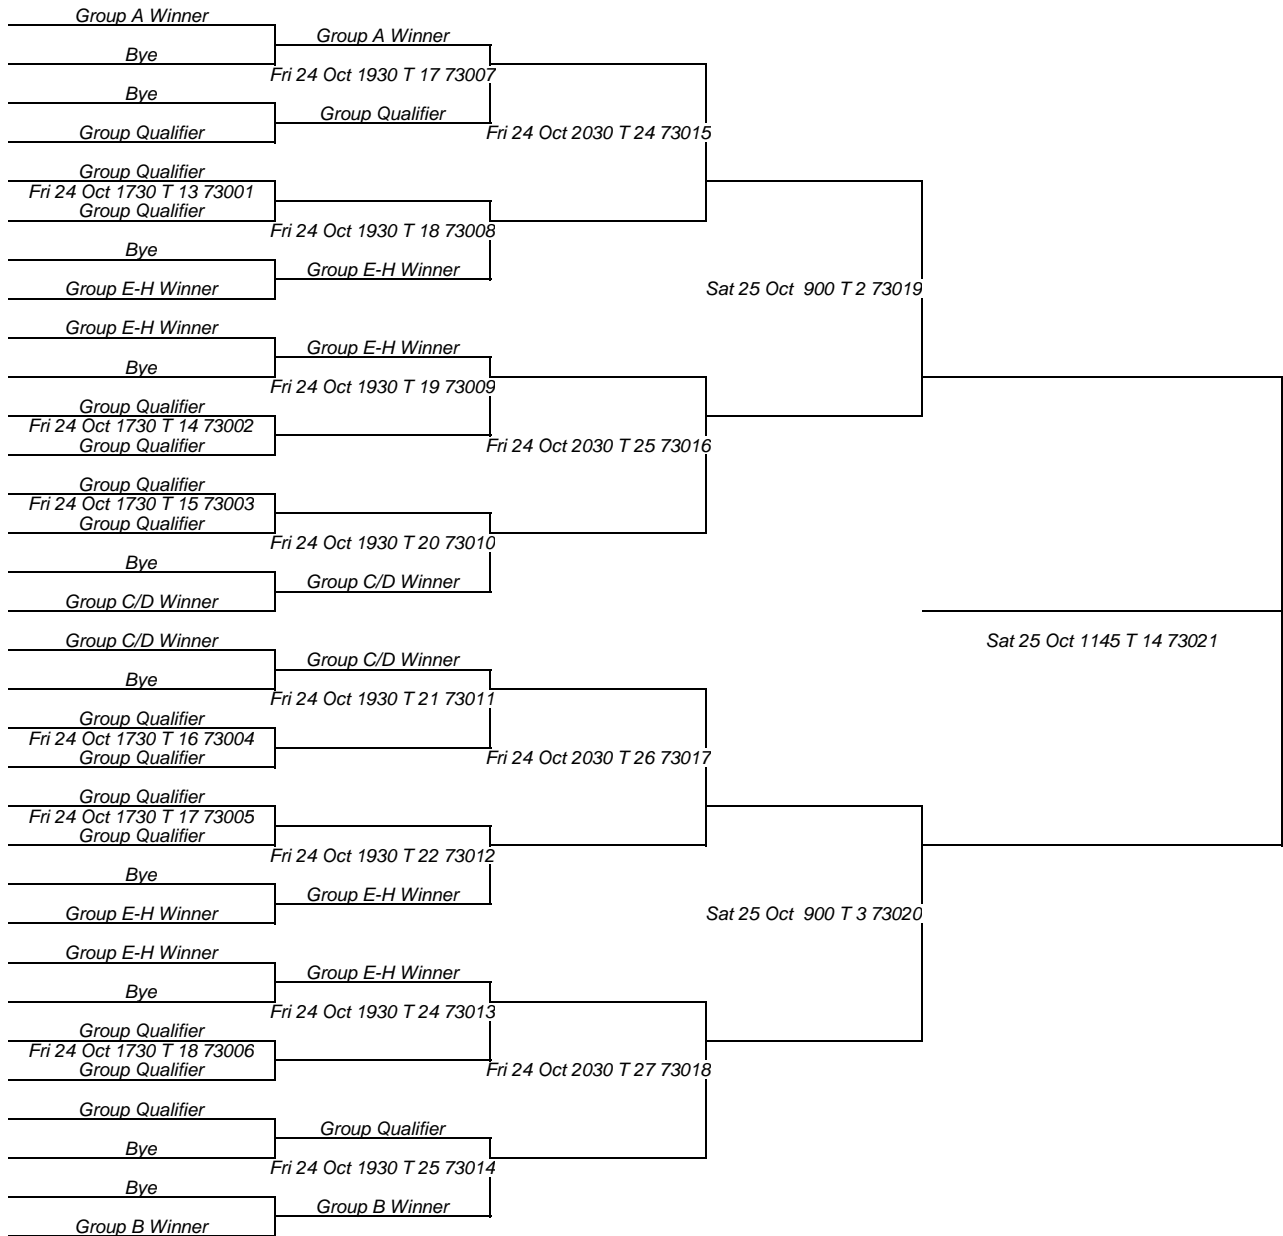 Group A Winner
Group A Winner
Bye
Fri 24 Oct 1930 T 17 73007
Bye
Group Qualifier
Group Qualifier
Fri 24 Oct 2030 T 24 73015
Group Qualifier
Fri 24 Oct 1730 T 13 73001
Group Qualifier
Fri 24 Oct 1930 T 18 73008
Bye
Group E-H Winner
Group E-H Winner
Sat 25 Oct  900 T 2 73019
Group E-H Winner
Group E-H Winner
Bye
Fri 24 Oct 1930 T 19 73009
Group Qualifier
Fri 24 Oct 1730 T 14 73002
Group Qualifier
Fri 24 Oct 2030 T 25 73016
Group Qualifier
Fri 24 Oct 1730 T 15 73003
Group Qualifier
Fri 24 Oct 1930 T 20 73010
Bye
Group C/D Winner
Group C/D Winner
Group C/D Winner
Sat 25 Oct 1145 T 14 73021
Group C/D Winner
Bye
Fri 24 Oct 1930 T 21 73011
Group Qualifier
Fri 24 Oct 1730 T 16 73004
Group Qualifier
Fri 24 Oct 2030 T 26 73017
Group Qualifier
Fri 24 Oct 1730 T 17 73005
Group Qualifier
Fri 24 Oct 1930 T 22 73012
Bye
Group E-H Winner
Group E-H Winner
Sat 25 Oct  900 T 3 73020
Group E-H Winner
Group E-H Winner
Bye
Fri 24 Oct 1930 T 24 73013
Group Qualifier
Fri 24 Oct 1730 T 18 73006
Group Qualifier
Fri 24 Oct 2030 T 27 73018
Group Qualifier
Group Qualifier
Bye
Fri 24 Oct 1930 T 25 73014
Bye
Group B Winner
Group B Winner